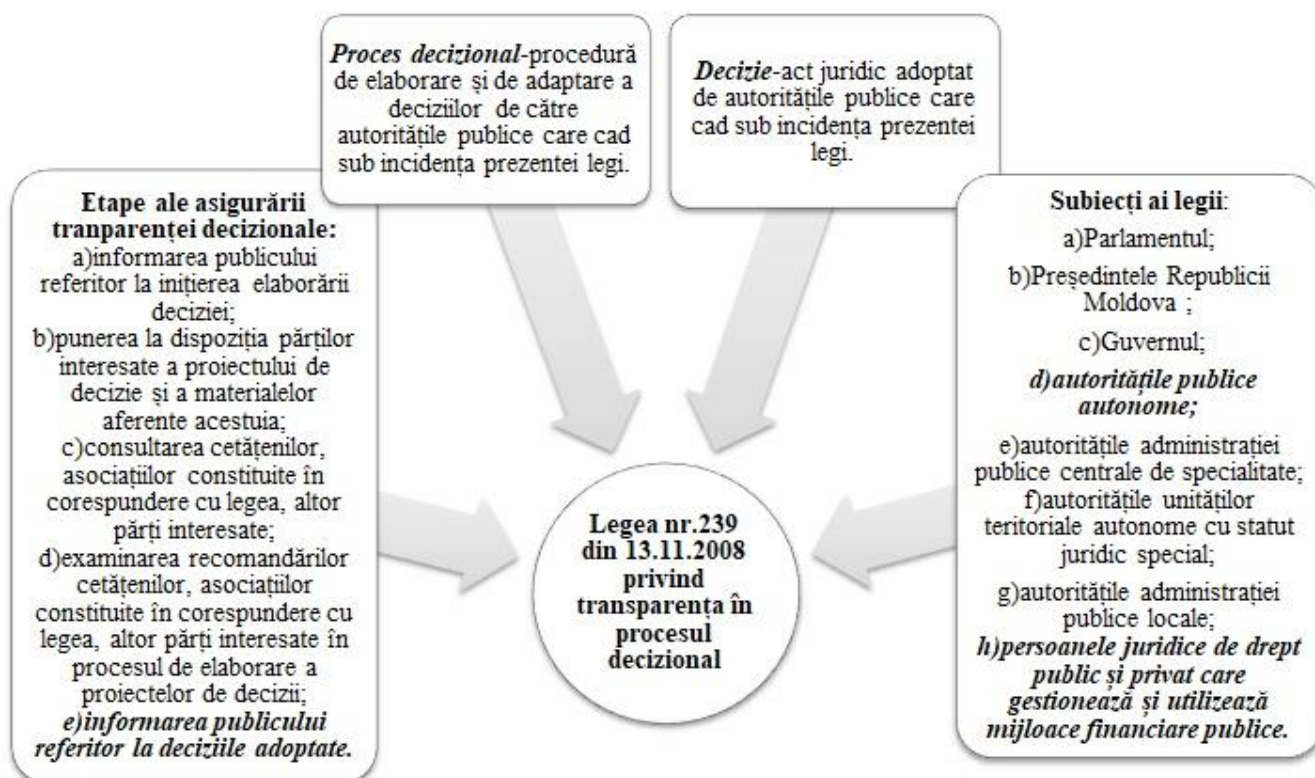 Proces decizional-procedură
de elaborare și de adaptare a
deciziilor de către
autoritățile publice care cad
sub incidența prezentei legi.
Decizie-act juridic adoptat
de autoritățile publice care
cad sub incidența prezentei
legi.
Etape ale asigurării
tranparenței decizionale:
a)informarea publicului
referitor la inițierea elaborării
deciziei;
b)punerea la dispoziția părților
interesate a proiectului de
decizie și a materialelor
aferente acestuia;
c)consultarea cetățenilor,
asociațiilor constituite în
corespundere cu legea, altor
părți interesate;
d)examinarea recomandărilor
cetățenilor, asociațiilor
constituite în corespundere cu
legea, altor părți interesate în
procesul de elaborare a
proiectelor de decizii;
e)informarea publicului
referitor la deciziile adoptate.
Legea nr.239
din 13.11.2008
privind
transparența în
procesul
decizional
Subiecți ai legii:
a)Parlamentul;
b)Președintele Republicii
Moldova ;
c)Guvernul;
d)autoritățile publice
autonome;
e)autoritățile administrației
publice centrale de specialitate;
f)autoritățile unităților
teritoriale autonome cu statut
juridic special;
g)autoritățile administrației
publice locale;
h)persoanele juridice de drept
public și privat care
gestionează și utilizează
mijloace financiare publice.